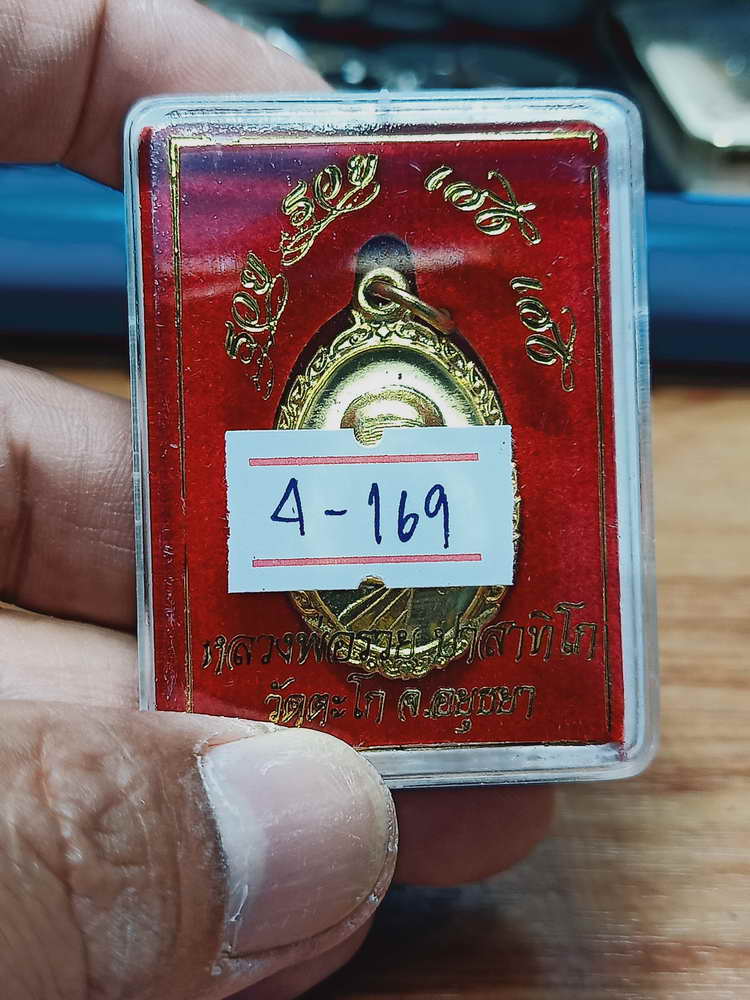 รวย รวย เฮง เฮง
4-169
หลวงพ่อรวย ปาสาทิโก
วัดตะโก จ.อยุธยา